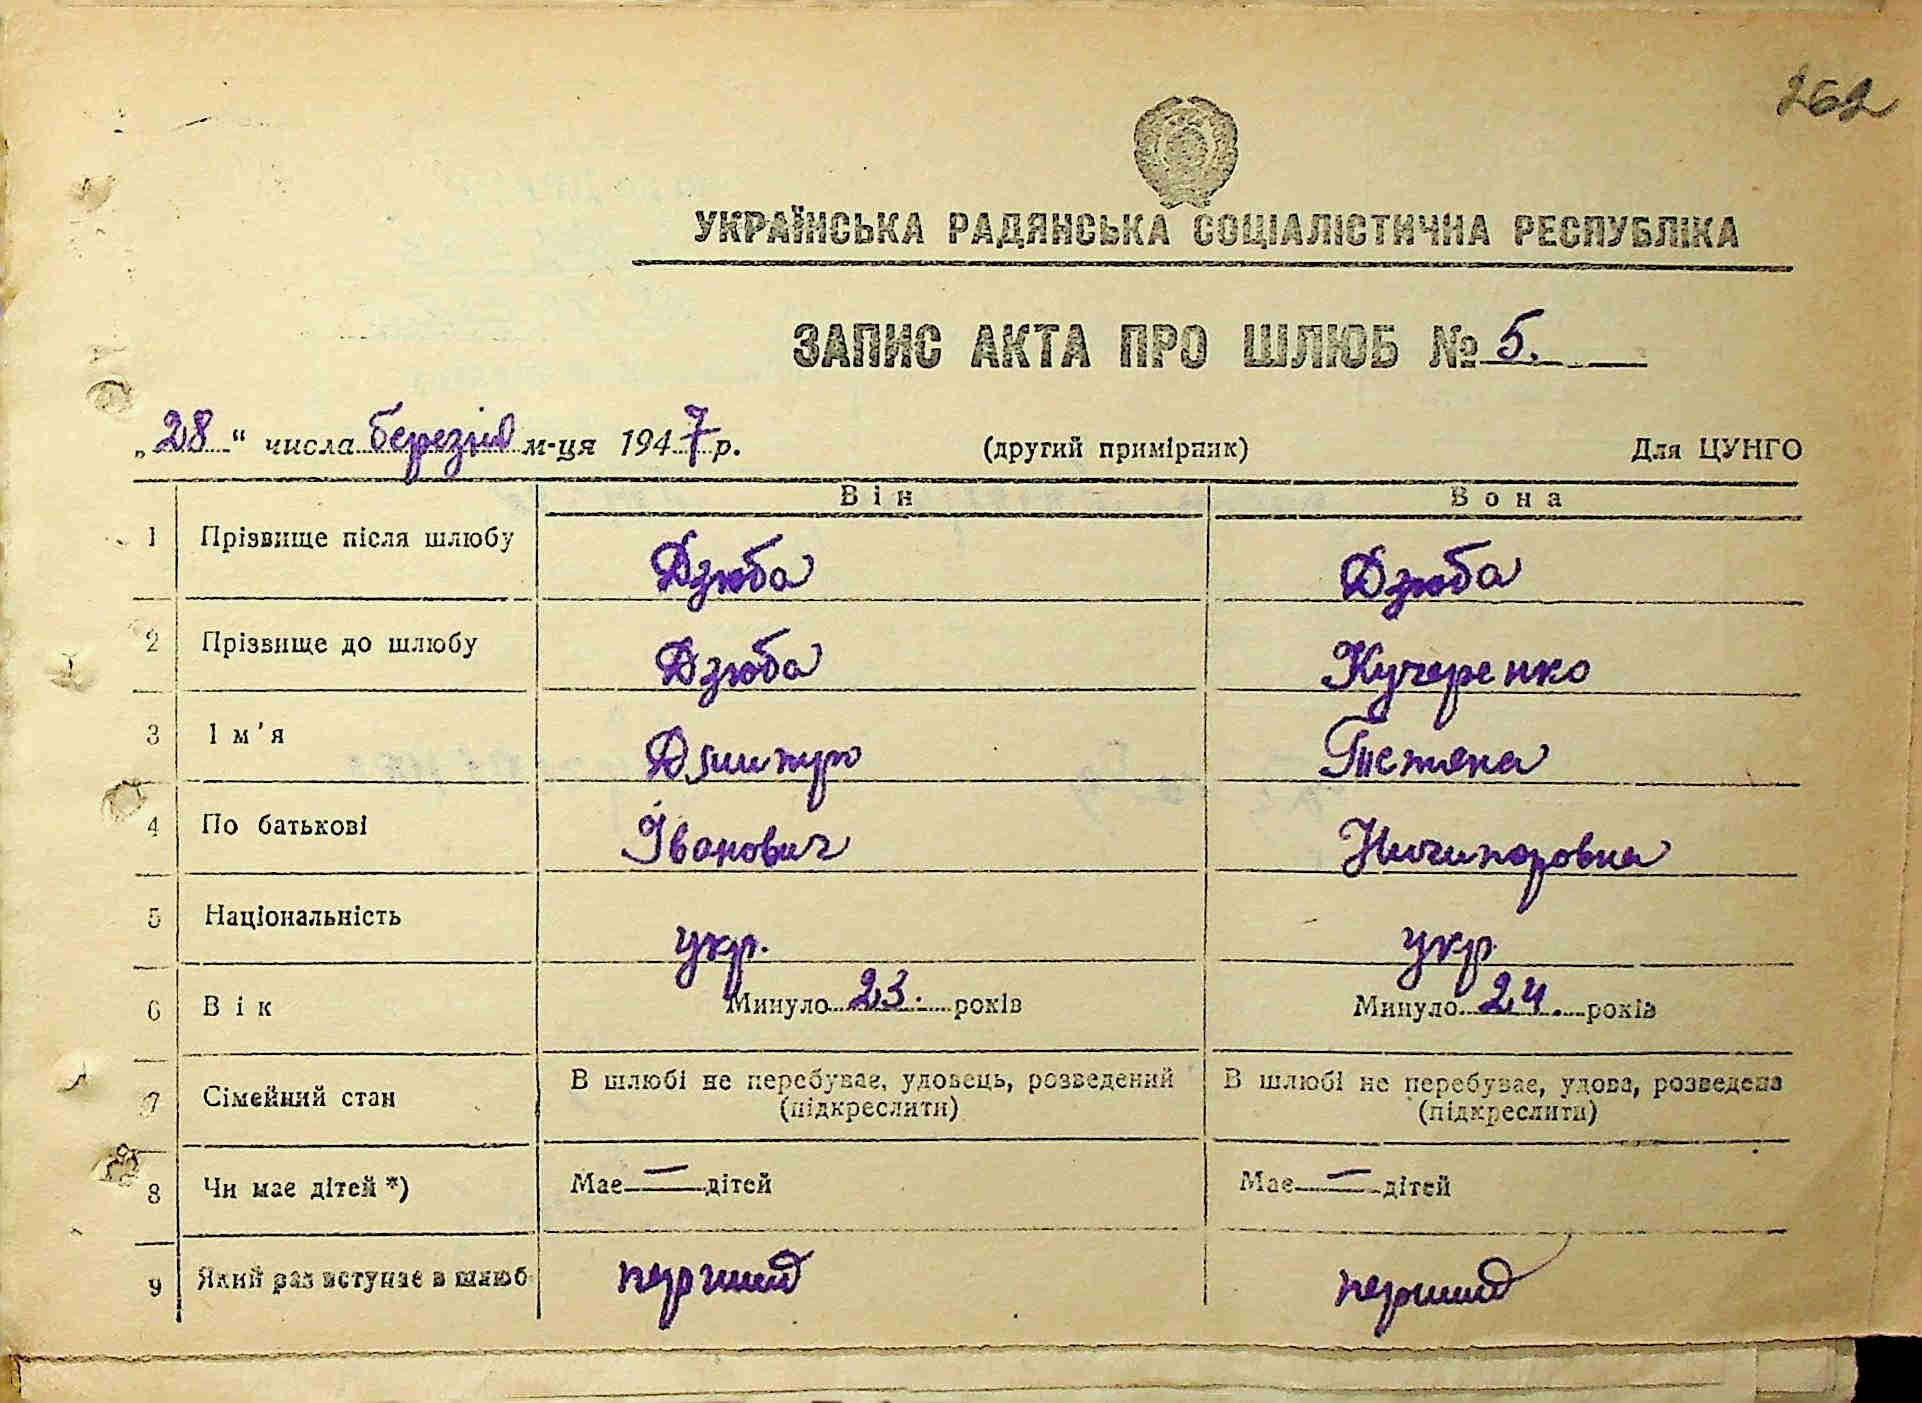 262
УКРАЇНСЬКА РАДЯНСЬКА СОЦІАЛІСТИЧНА РЕСПУБЛІКА
ЗАПИС АКТА ПРО ШЛЮБ № 5.
„28“ числа березня м-ця 1947 р. (другий примірник) Для ЦУНГО
Він Вона
1 Прізвище після шлюбу Дзюба Дзюба
2 Прізвище до шлюбу Дзюба Кучеренко
3 Ім'я Дмитро Тетяна
4 По батькові Іванович Ничипоровна
5 Національність укр. укр
6 Вік Минуло 23. років Минуло 24. років
7 Сімейний стан В шлюбі не перебуває, удовець, розведений В шлюбі не перебуває, удова, розведена
(підкреслити) (підкреслити)
8 Чи має дітей *) Має — дітей Має — дітей
9 Який раз вступає в шлюб перший перший